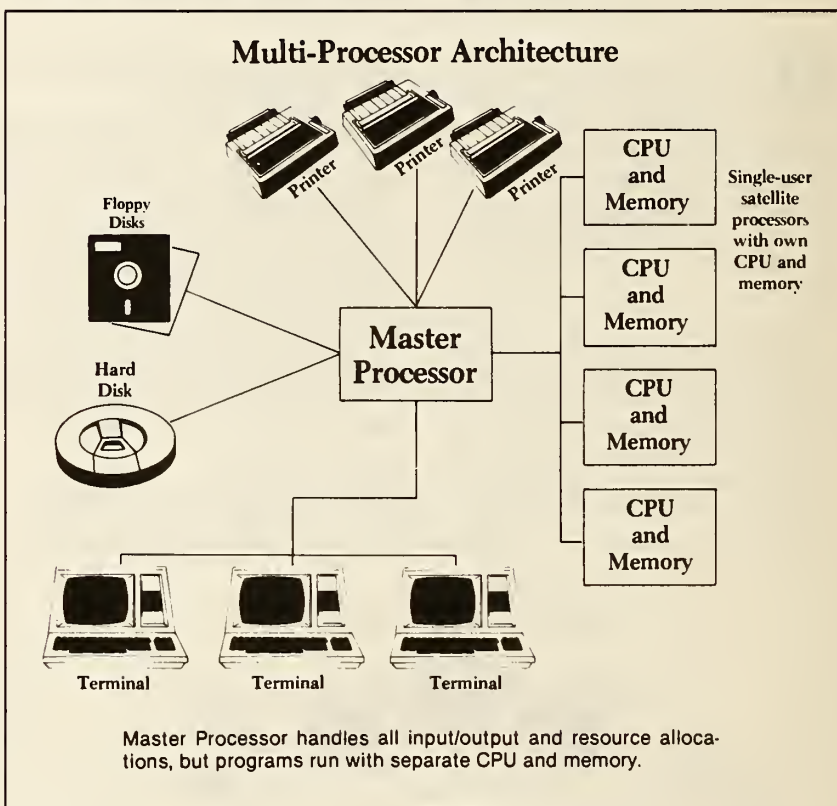 Multi-Processor Architecture
Printer
Printer
Printer
Floppy
Disks
Hard
Disk
Master
Processor
CPU
and
Memory
CPU
and
Memory
CPU
and
Memory
CPU
and
Memory
Single-user
satellite
processors
with own
CPU and
memory
Terminal
Terminal
Terminal
Master Processor handles all input/output and resource alloca-
tions, but programs run with separate CPU and memory.